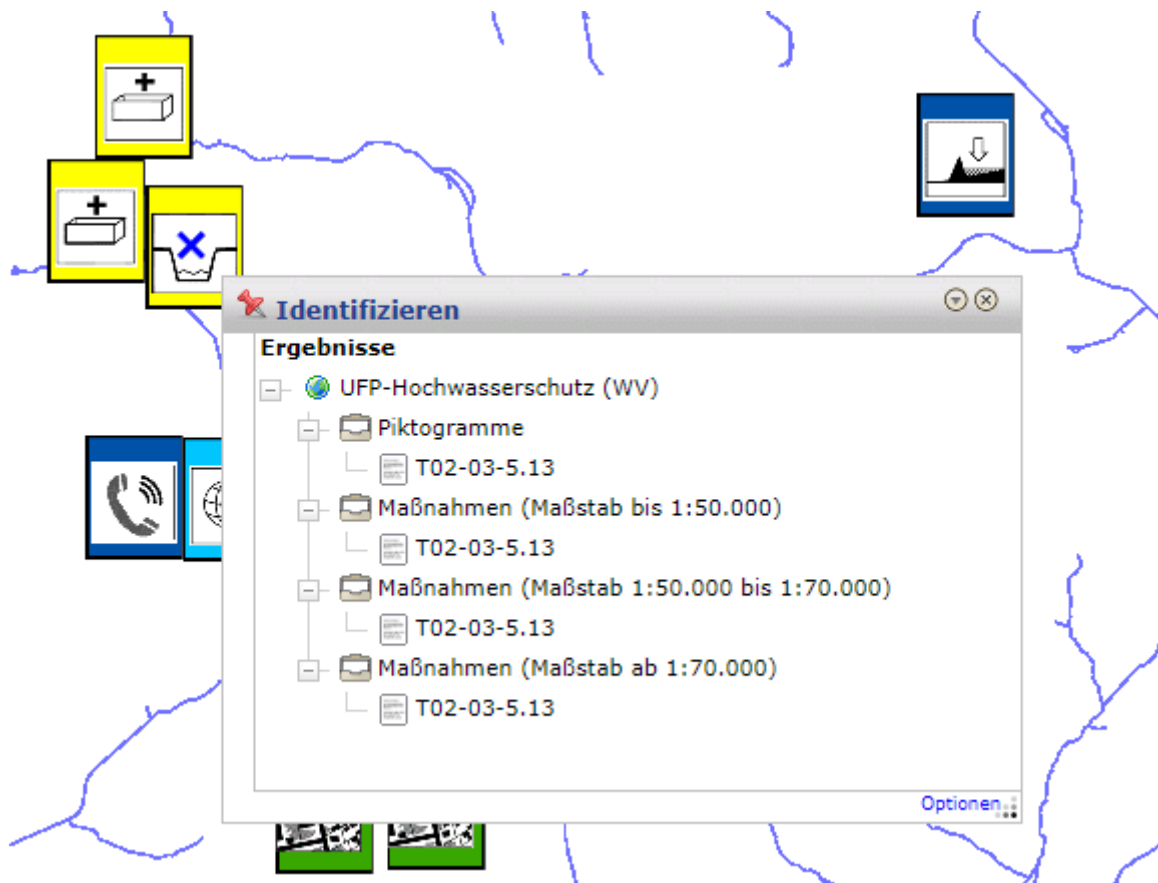 Identifizieren
Ergebnisse
UFP-Hochwasserschutz (WV)
Piktogramme
T02-03-5.13
Maßnahmen (Maßstab bis 1:50.000)
T02-03-5.13
Maßnahmen (Maßstab 1:50.000 bis 1:70.000)
T02-03-5.13
Maßnahmen (Maßstab ab 1:70.000)
T02-03-5.13
Optionen